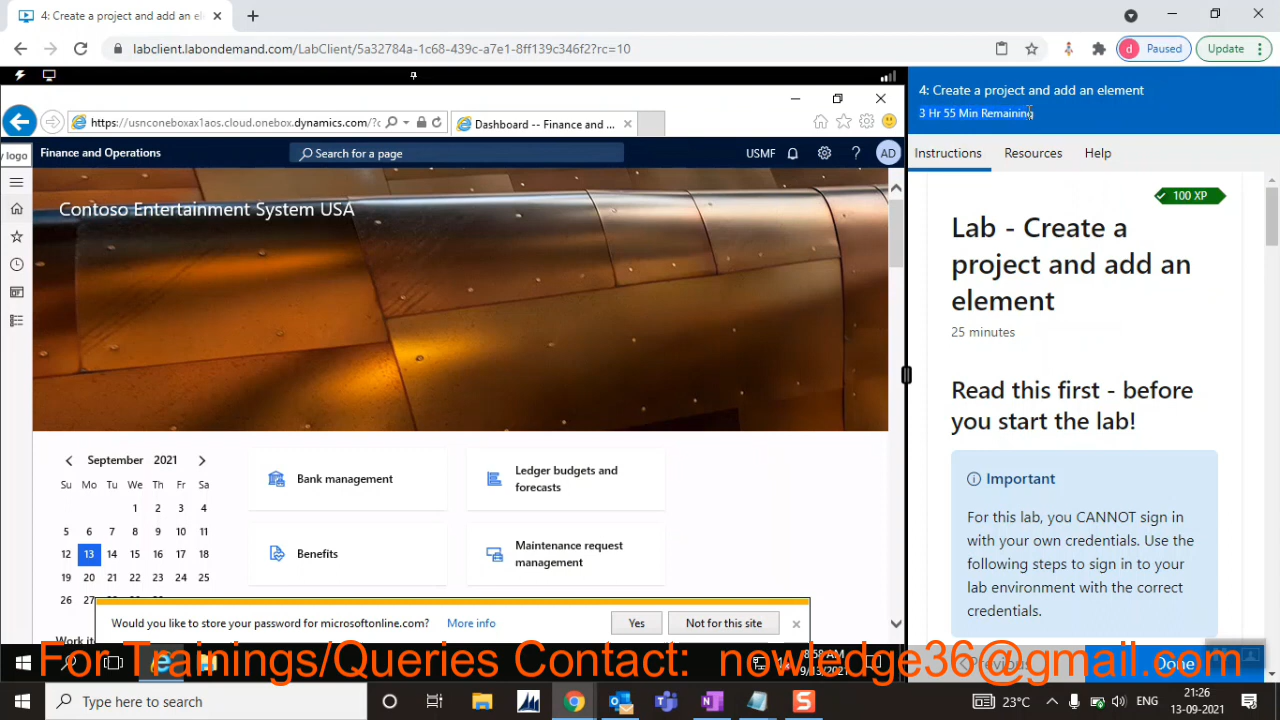 4: Create a project and add an el
labclient.labondemand.com/LabClient/5a32784a-1c68-439c-a7e1-8ff139c346f2?rc=10
d Paused
Update
https://usnconeboxax1aos.cloud.onebox.dynamics.com/?c
Dashboard -- Finance and ...
y logo
Finance and Operations
Search for a page
USMF
?
AD
Contoso Entertainment System USA
September 2021
Su Mo Tu We Th Fr Sa
1 2 3 4
5 6 7 8 9 10 11
12 13 14 15 16 17 18
19 20 21 22 23 24 25
26 27
Bank management
Ledger budgets and
forecasts
Benefits
Maintenance request
management
Would you like to store your password for microsoftonline.com?
More info
Yes
Not for this site
4: Create a project and add an element
3 Hr 55 Min Remaining
Instructions
Resources
Help
100 XP
Lab - Create a
project and add an
element
25 minutes
Read this first - before
you start the lab!
Important
For this lab, you CANNOT sign in
with your own credentials. Use the
following steps to sign in to your
lab environment with the correct
credentials.
Previous
Done
8:58 AM
9/13/2021
For Trainings/Queries Contact: nowledge36@gmail.com
Type here to search
23°C
ENG
21:26
13-09-2021